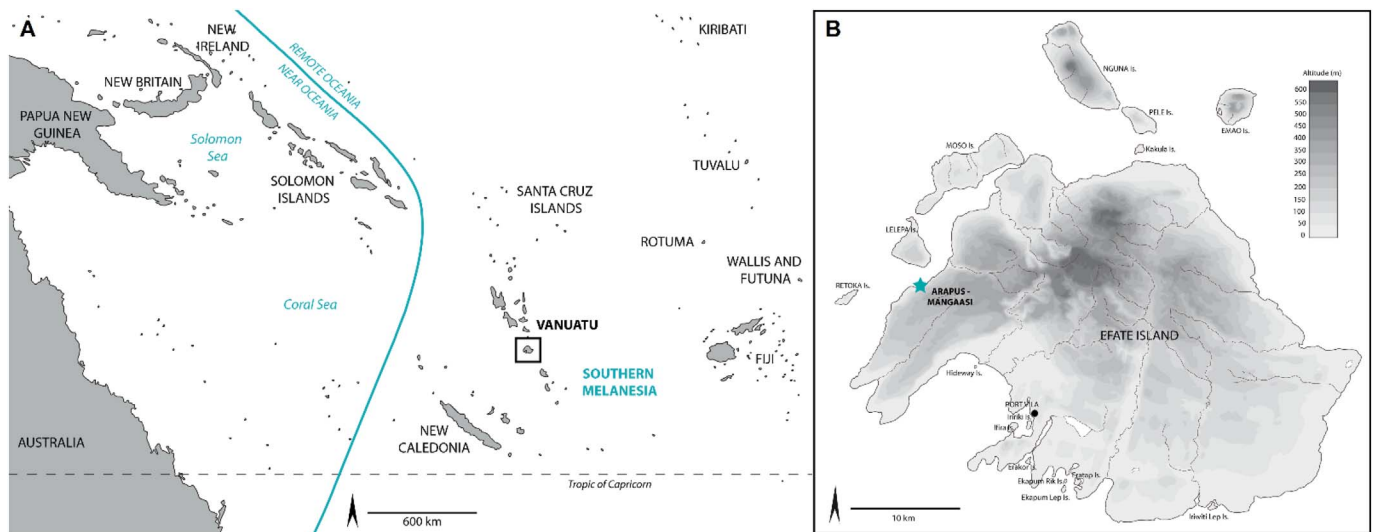 A
NEW
IRELAND
NEW BRITAIN
PAPUA NEW
GUINEA
REMOTE OCEANIA
NEAR OCEANIA
Solomon
Sea
SOLOMON
ISLANDS
KIRIBATI
TUVALU
SANTA CRUZ
ISLANDS
ROTUMA
WALLIS AND
FUTUNA
Coral Sea
VANUATU
FIJI
SOUTHERN
MELANESIA
NEW
CALEDONIA
AUSTRALIA
Tropic of Capricorn
600 km
B
NGUNA Is.
PELE Is.
EMAO Is.
Kakula Is.
MOSO Is.
LELEPA Is.
RETOKA Is.
ARAPUS -
MANGAASI
EFATE ISLAND
Hideway Is.
PORT VILA
Iririki Is.
Ifira Is.
Erakor Is.
Eratap Is.
Ekapum Rik Is.
Ekapum Lep Is.
10 km
Altitude (m)
600
550
500
450
400
350
300
250
200
150
100
50
0